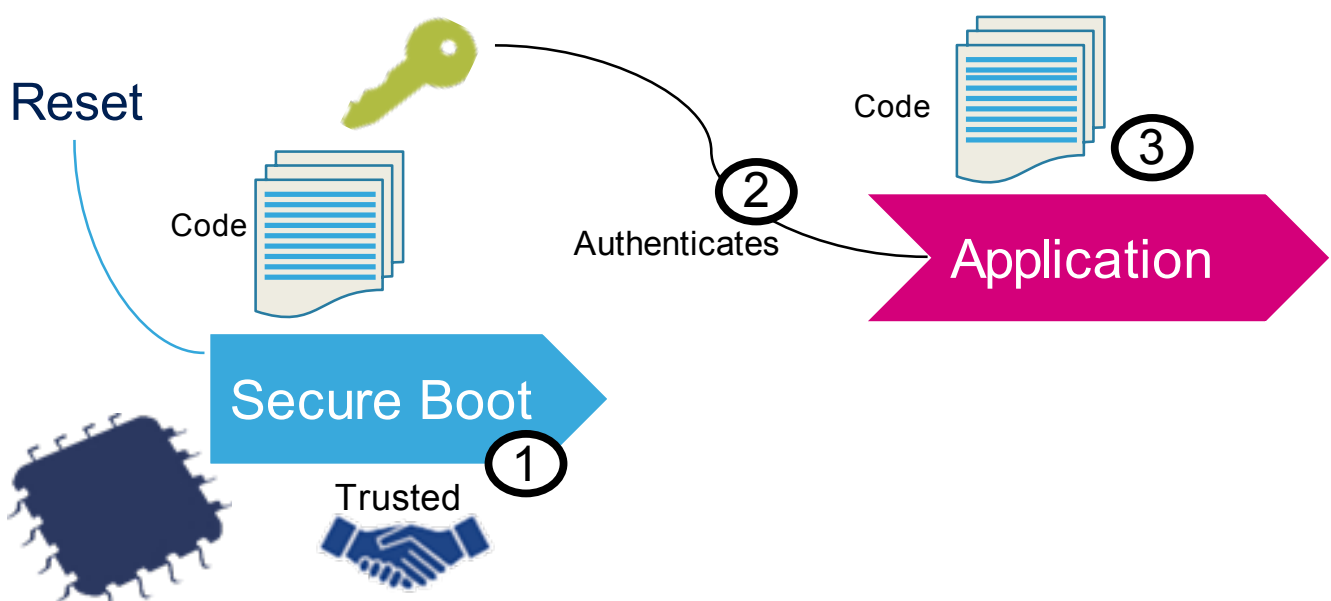 Reset
Code
Secure Boot
1
Trusted
2
Authenticates
Code
3
Application